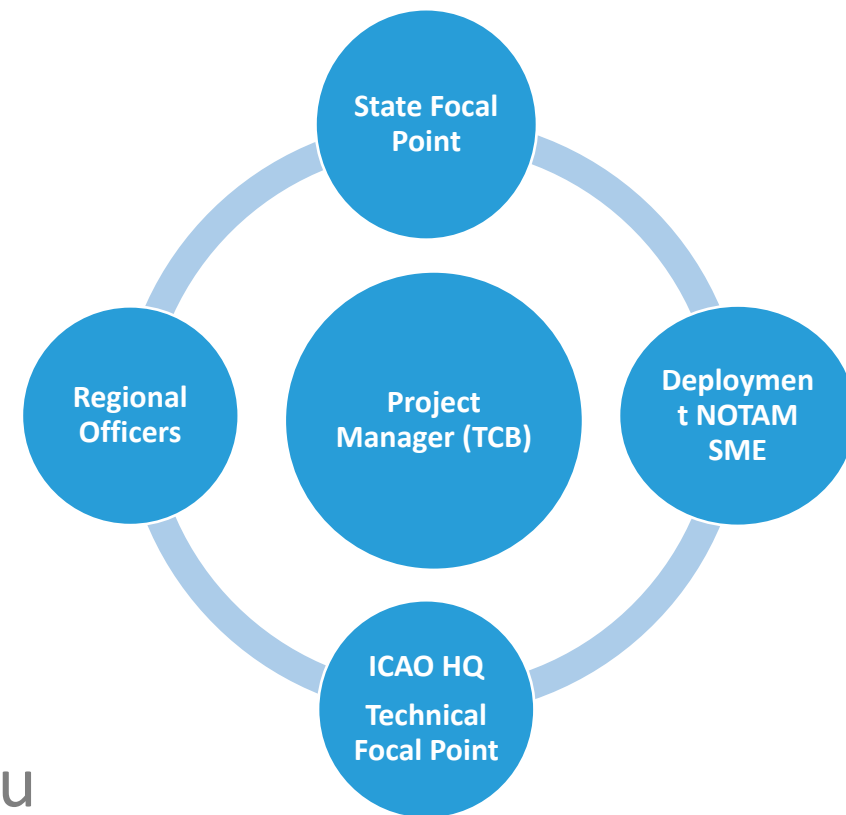 State Focal
Point
Regional
Officers
Project
Manager (TCB)
Deploymen
t NOTAM
SME
ICAO HQ
Technical
Focal Point
u